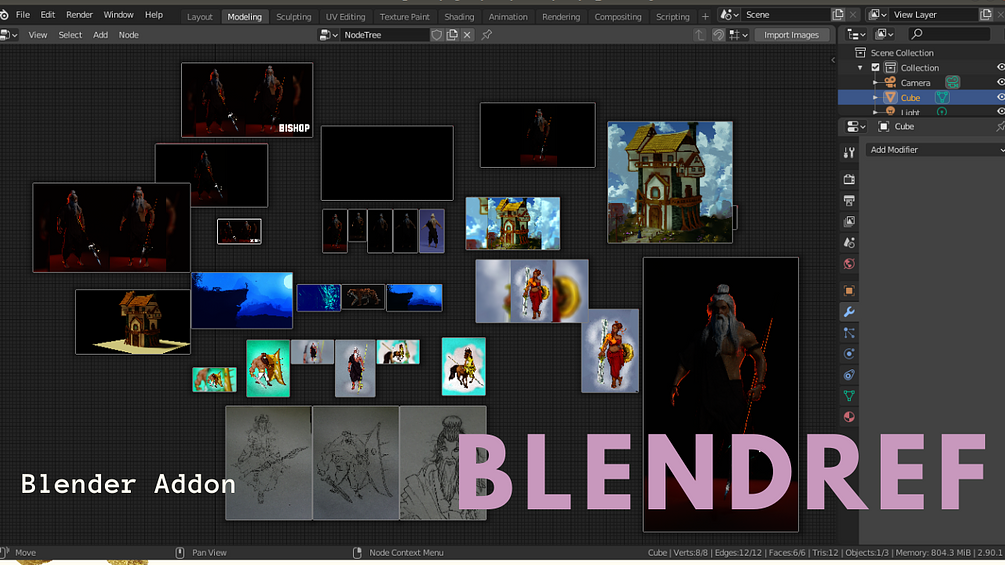 File Edit Render Window Help Layout Modeling Sculpting UV Editing Texture Paint Shading Animation Rendering Compositing Scripting + Scene View Layer
View Select Add Node NodeTree Import Images
Scene Collection
Collection
Camera
Cube
Light
Cube
Add Modifier
BISHOP
BLENDREF
Blender Addon
Move Pan View Node Context Menu Cube | Verts:8/8 | Edges:12/12 | Faces:6/6 | Tris:12 | Objects:1/3 | Memory: 804.3 MiB | 2.90.1